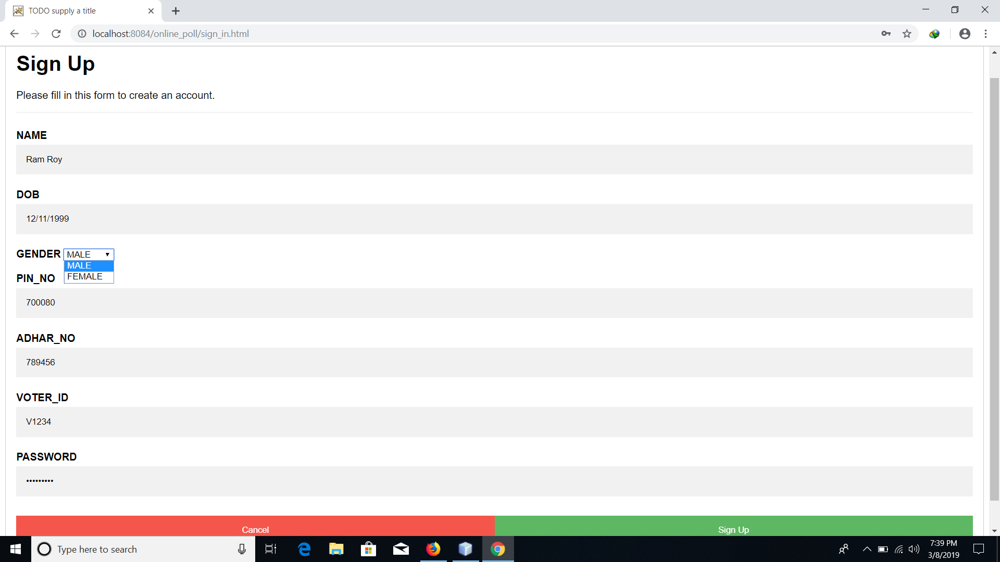 TODO supply a title
localhost:8084/online_poll/sign_in.html
Sign Up
Please fill in this form to create an account.
NAME
Ram Roy
DOB
12/11/1999
GENDER MALE
MALE
FEMALE
PIN_NO
700080
ADHAR_NO
789456
VOTER_ID
V1234
PASSWORD
•••••••••
Cancel
Sign Up
Type here to search
7:39 PM
3/8/2019